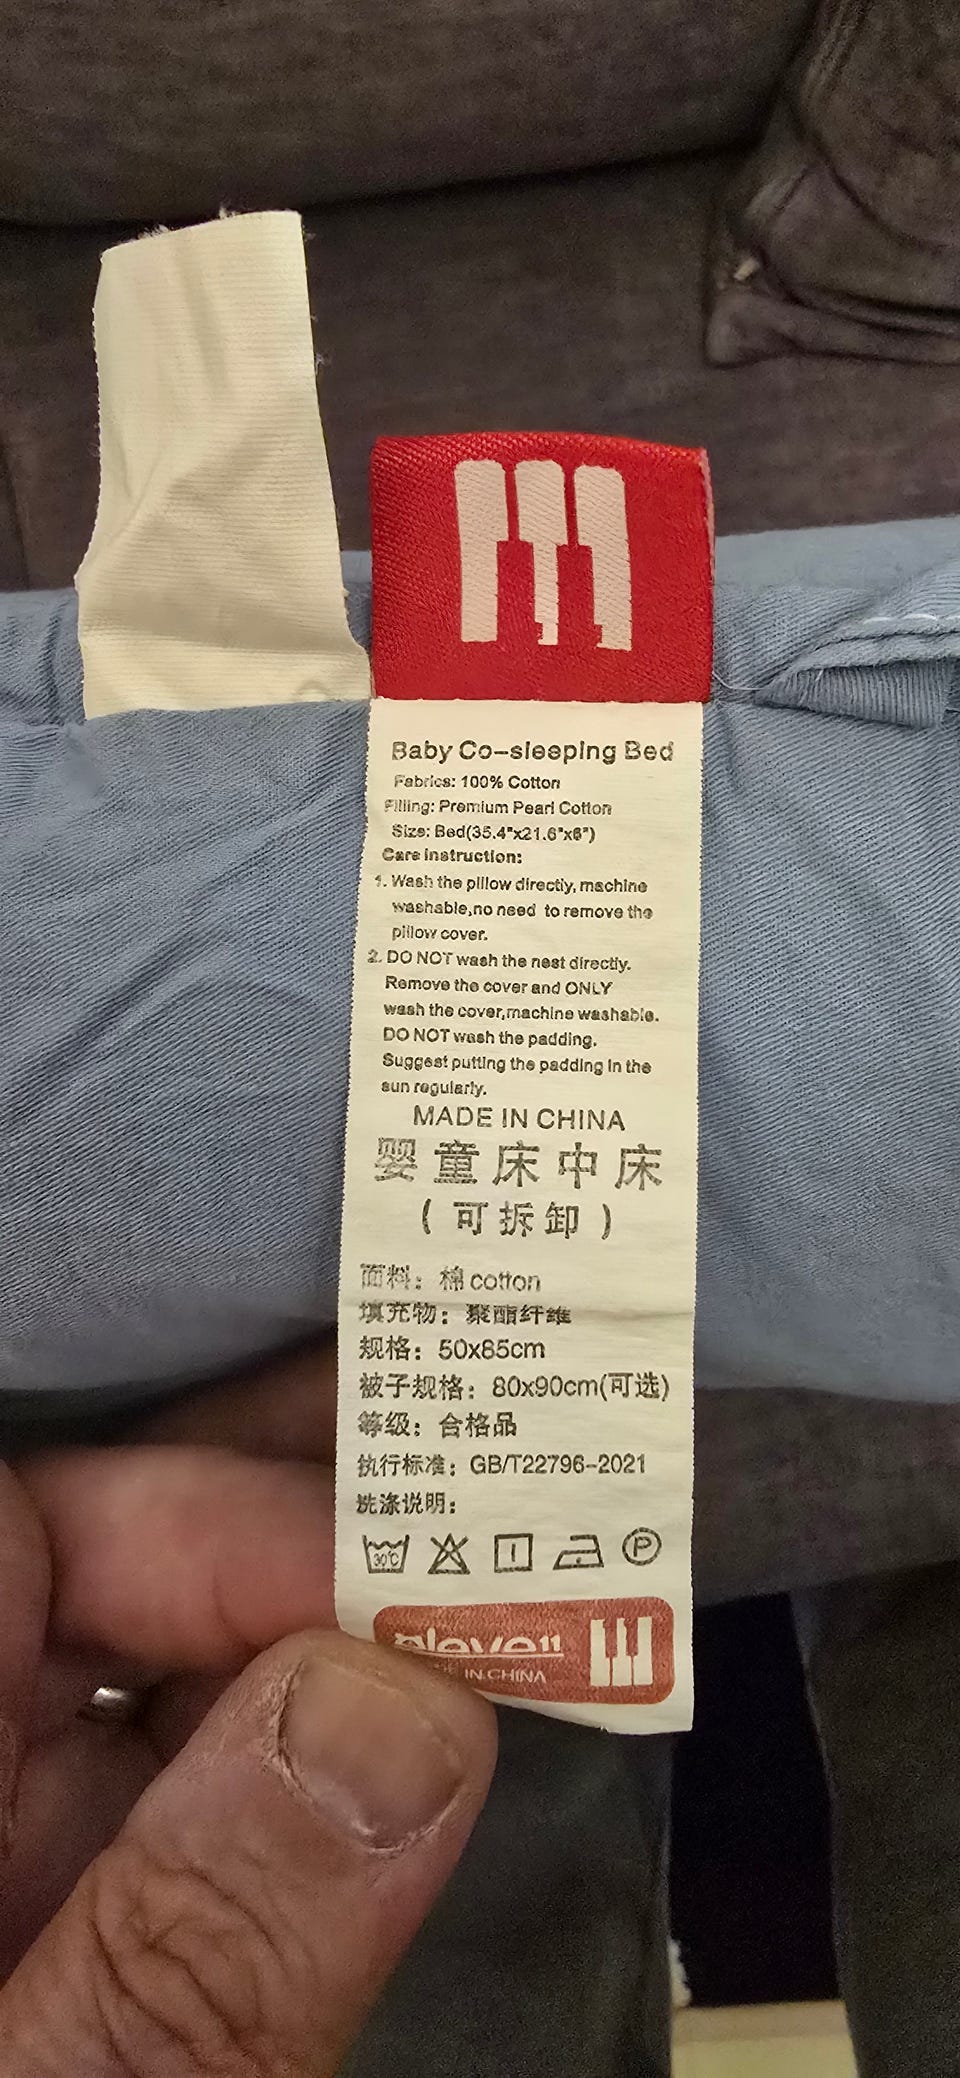 Baby Co-sleeping Bed
Fabrics: 100% Cotton
Filling: Premium Pearl Cotton
Size: Bed(35.4"x21.6"x6")
Care instruction:
1. Wash the pillow directly, machine
washable,no need to remove the
pillow cover.
2. DO NOT wash the nest directly.
Remove the cover and ONLY
wash the cover,machine washable.
DO NOT wash the padding.
Suggest putting the padding in the
sun regularly.
MADE IN CHINA
婴童床中床
(可拆卸)
面料：棉cotton
填充物：聚酯纤维
规格：50x85cm
被子规格：80x90cm(可选)
等级：合格品
执行标准：GB/T22796-2021
洗涤说明：
30℃ P
IN CHINA